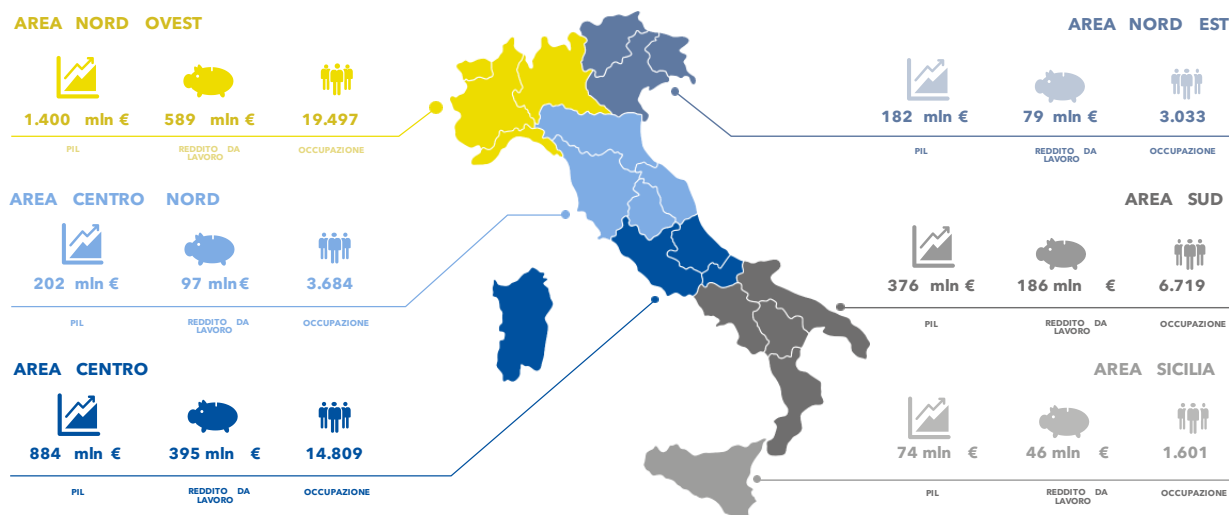 AREA NORD OVEST
1.400 mln €
589 mln €
19.497
PIL
REDDITO DA
LAVORO
OCCUPAZIONE
AREA CENTRO NORD
202 mln €
97 mln €
3.684
PIL
REDDITO DA
LAVORO
OCCUPAZIONE
AREA CENTRO
884 mln €
395 mln €
14.809
PIL
REDDITO DA
LAVORO
OCCUPAZIONE
AREA NORD EST
182 mln €
79 mln €
3.033
PIL
REDDITO DA
LAVORO
OCCUPAZIONE
AREA SUD
376 mln €
186 mln €
6.719
PIL
REDDITO DA
LAVORO
OCCUPAZIONE
AREA SICILIA
74 mln €
46 mln €
1.601
PIL
REDDITO DA
LAVORO
OCCUPAZIONE